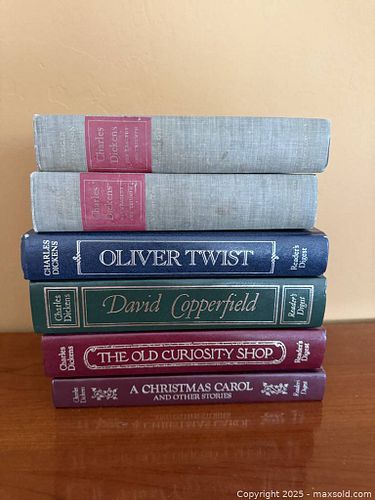 Charles
Dickens
Charles
Dickens
CHARLES
DICKENS
OLIVER TWIST
Reader's
Digest
Charles
Dickens
David Copperfield
Reader's
Digest
Charles
Dickens
THE OLD CURIOSITY SHOP
Reader's
Digest
Charles
Dickens
A CHRISTMAS CAROL
AND OTHER STORIES
Reader's
Digest
Copyright 2025 - maxsold.com